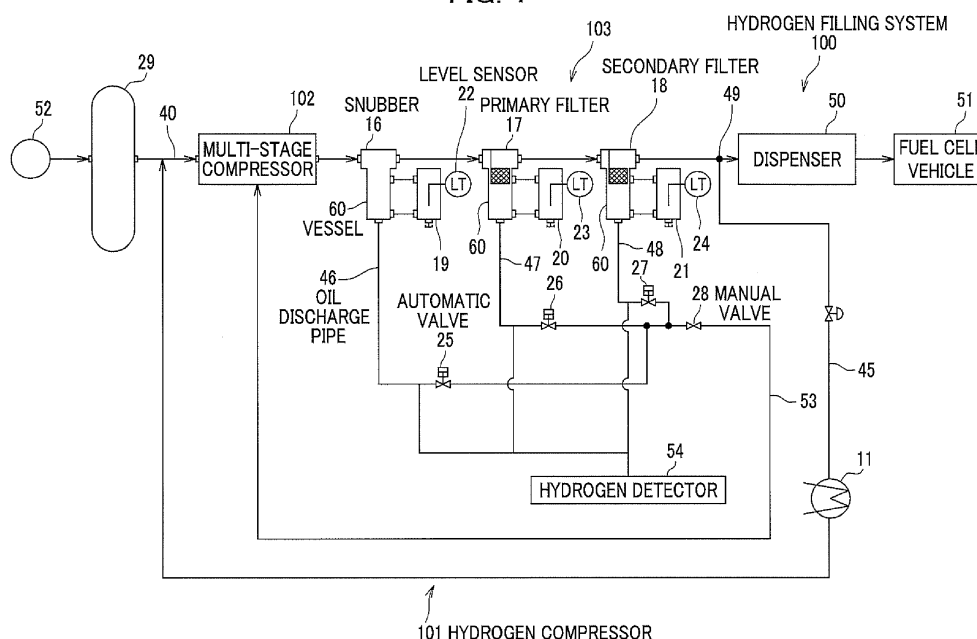 HYDROGEN FILLING SYSTEM
100
103
29
52
40
102
MULTI-STAGE
COMPRESSOR
LEVEL SENSOR
22
SNUBBER
16
PRIMARY FILTER
17
SECONDARY FILTER
18
49
50
DISPENSER
51
FUEL CELL
VEHICLE
LT
LT
LT
60
VESSEL
19
60
20
23
60
21
24
46
OIL
DISCHARGE
PIPE
47
48
AUTOMATIC
VALVE
25
26
27
28 MANUAL
VALVE
45
53
54
HYDROGEN DETECTOR
11
101 HYDROGEN COMPRESSOR